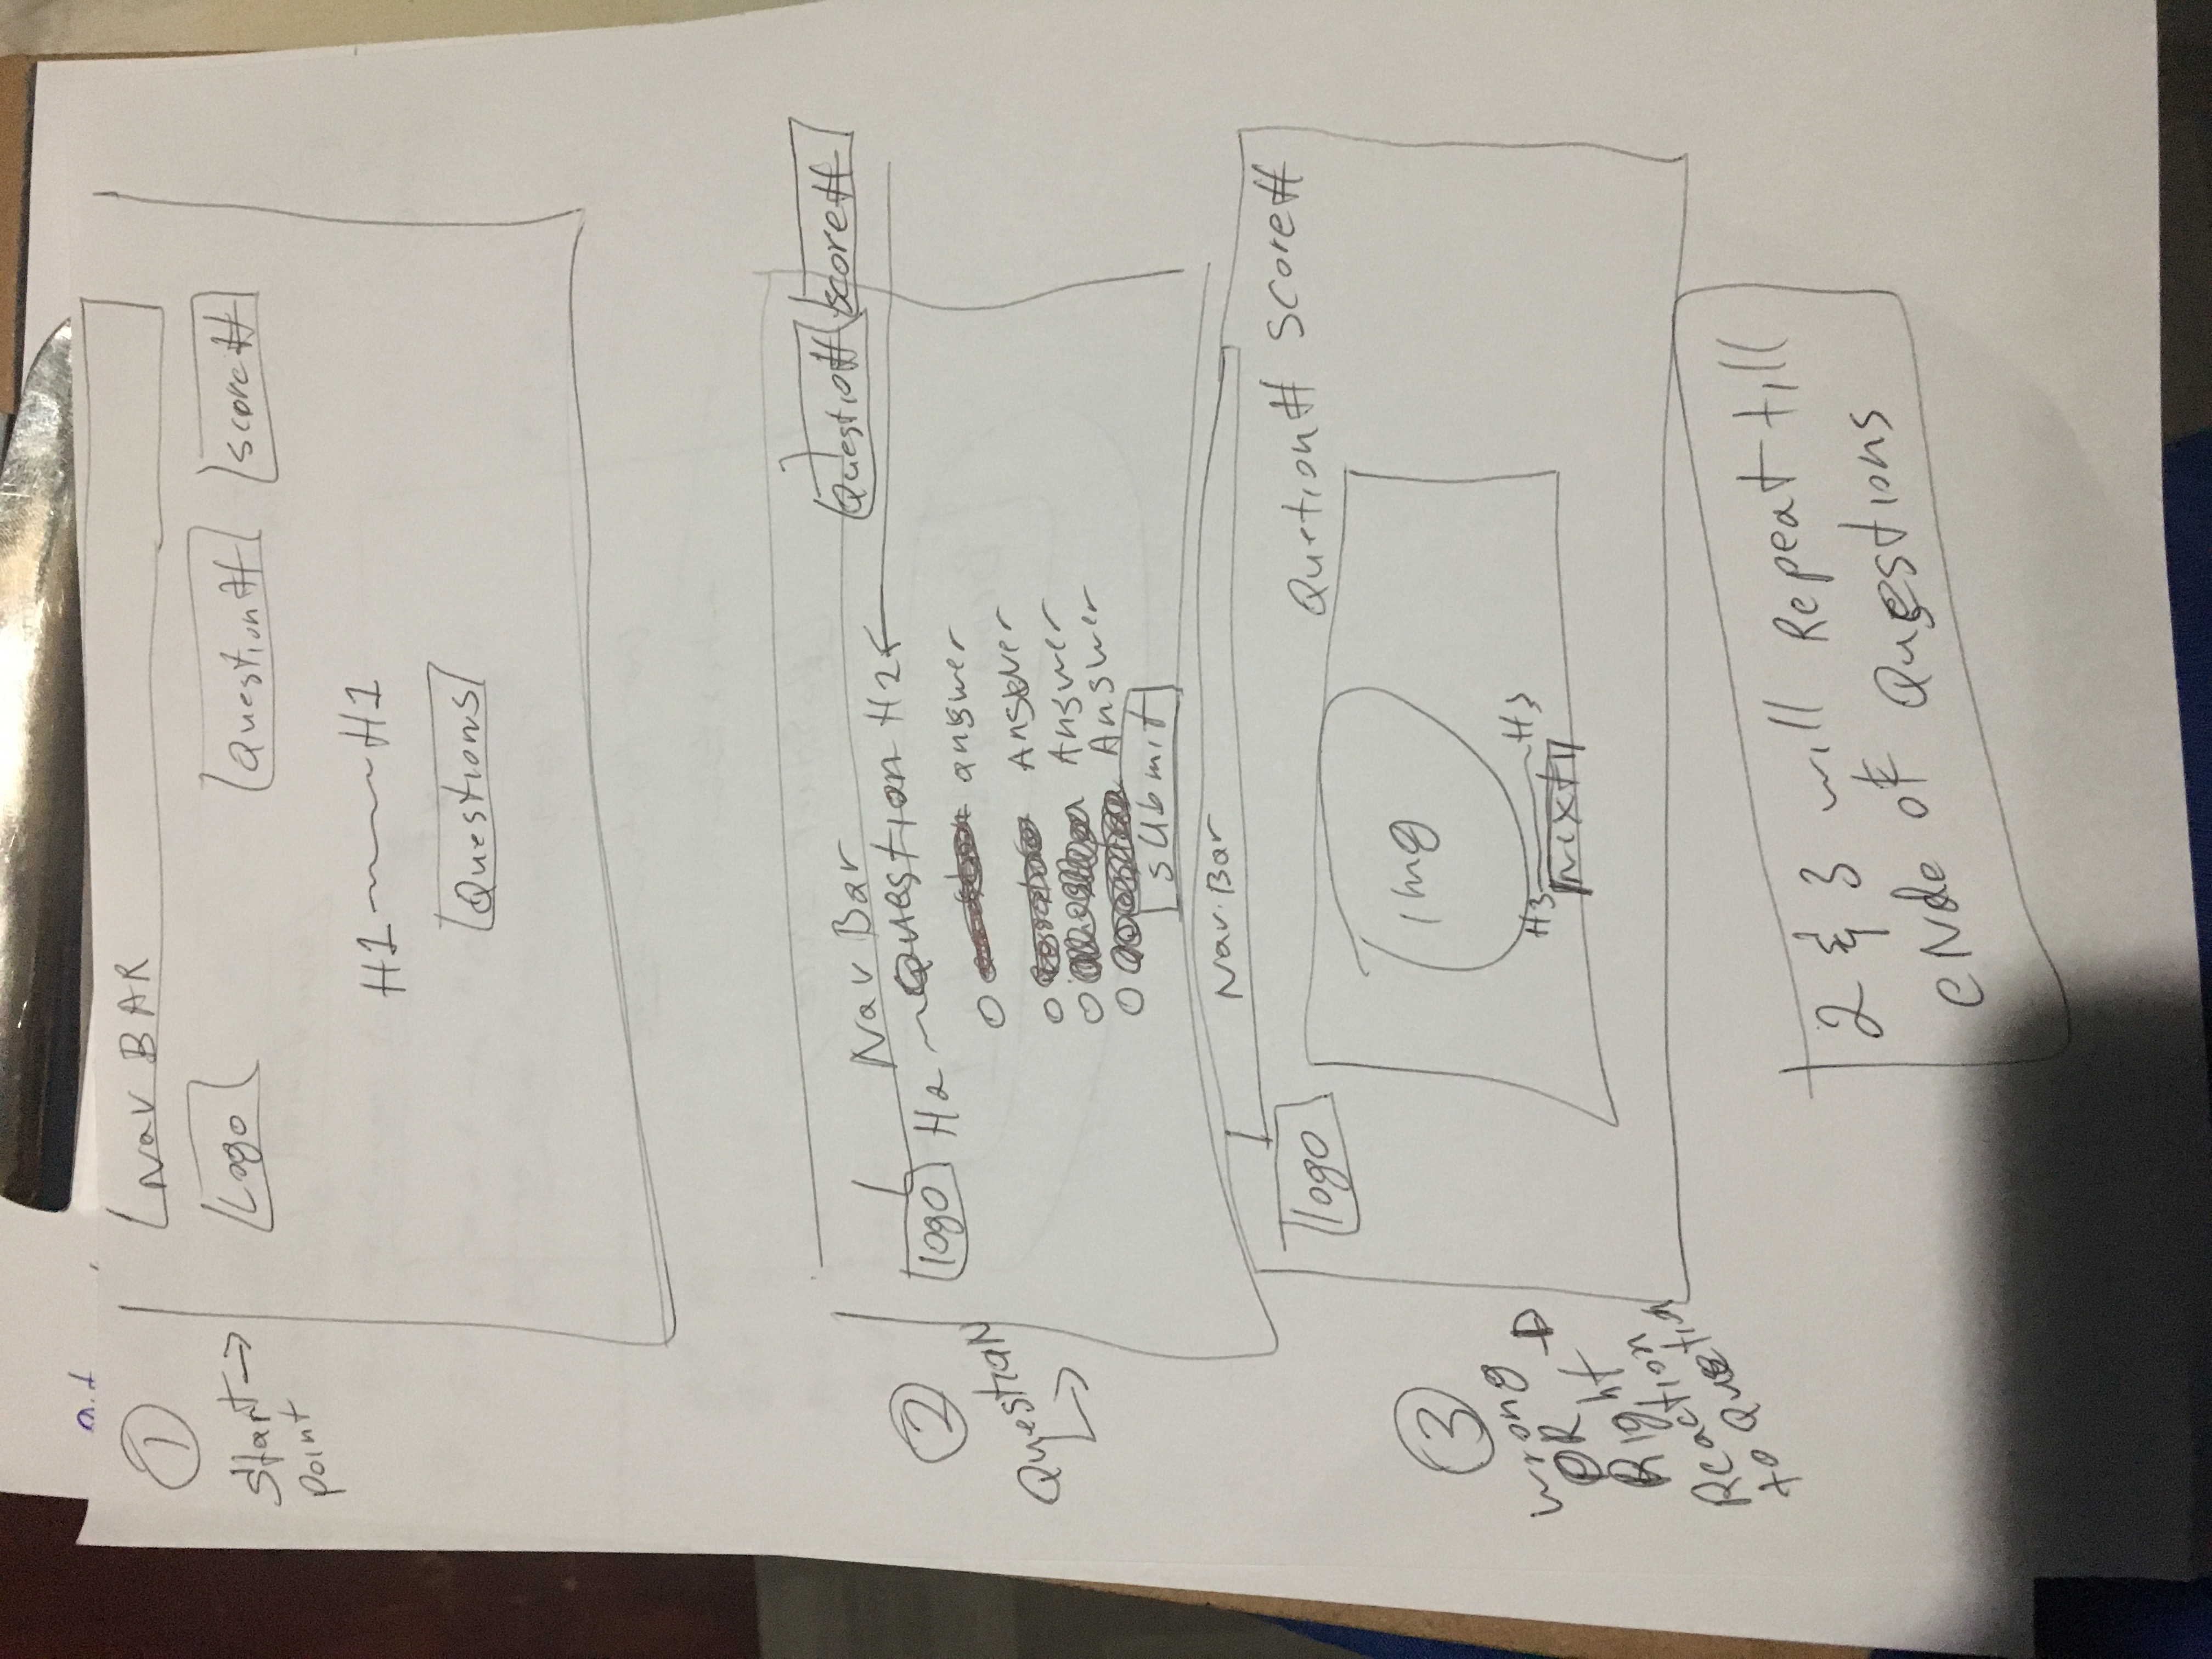 ①
Start →
Point
Nav BAR
Logo
Question#
Score#
H1 H1
Questions
②
Question
Nav Bar
Questio#
Score#
logo
H2 Question H2
answer
Answer
Answer
Answer
submit
③
Wrong
OR
Right
Reaction
to Question
Nav Bar
logo
Quetion# Score#
img
H3 H3
Next
2 & 3 will Repeat till
eNde of Questions